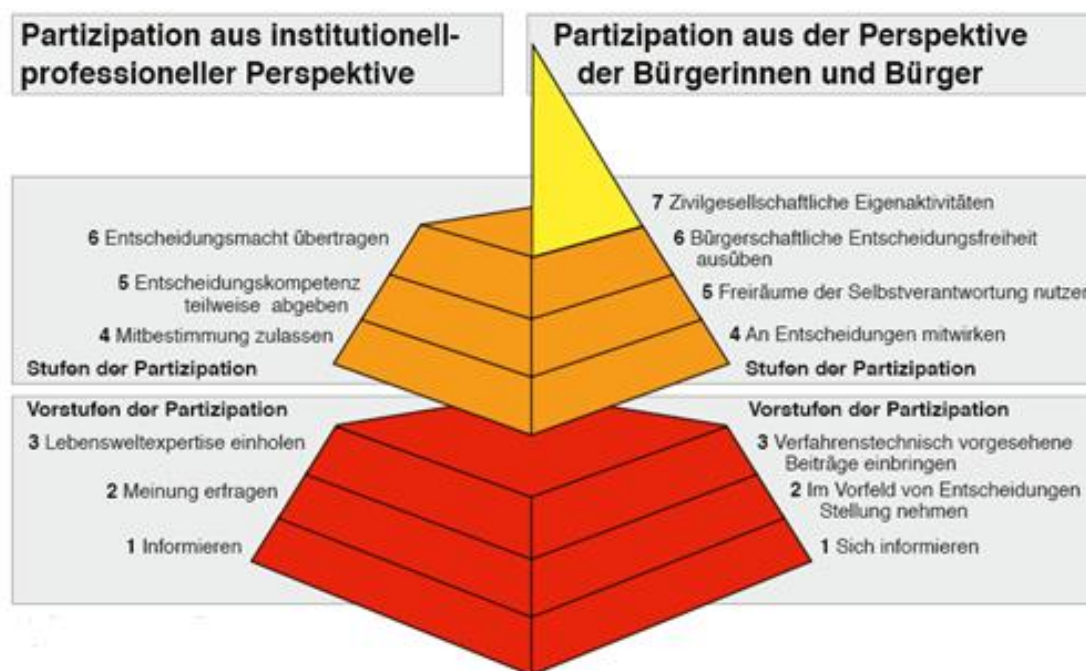 Partizipation aus institutionell-
professioneller Perspektive
Partizipation aus der Perspektive
der Bürgerinnen und Bürger
6 Entscheidungsmacht übertragen
5 Entscheidungskompetenz
teilweise abgeben
4 Mitbestimmung zulassen
Stufen der Partizipation
7 Zivilgesellschaftliche Eigenaktivitäten
6 Bürgerschaftliche Entscheidungsfreiheit
ausüben
5 Freiräume der Selbstverantwortung nutzen
4 An Entscheidungen mitwirken
Stufen der Partizipation
Vorstufen der Partizipation
3 Lebensweltexpertise einholen
2 Meinung erfragen
1 Informieren
Vorstufen der Partizipation
3 Verfahrenstechnisch vorgesehene
Beiträge einbringen
2 Im Vorfeld von Entscheidungen
Stellung nehmen
1 Sich informieren